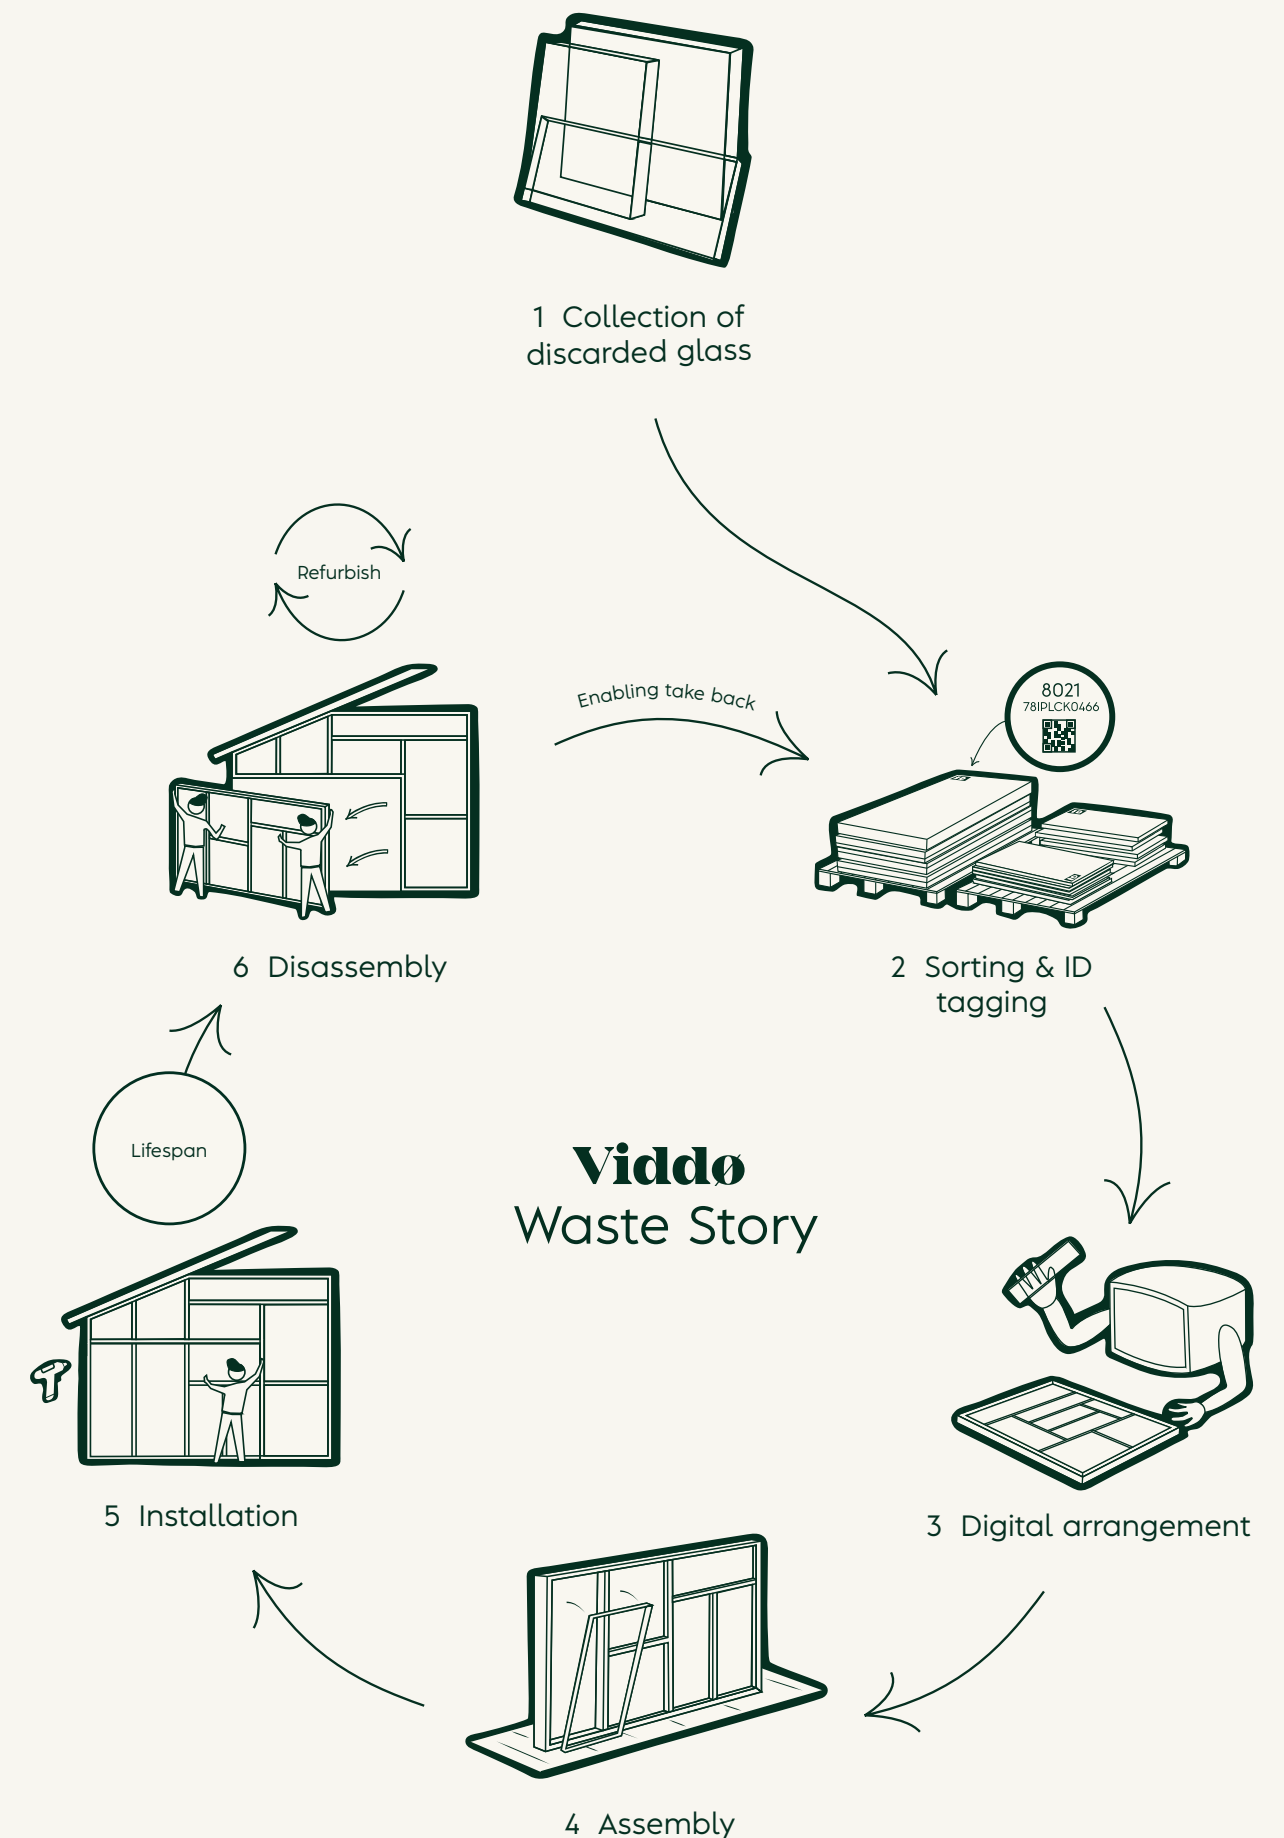 1 Collection of
discarded glass
Refurbish
Enabling take back
8021
78IPLCK0466
6 Disassembly
2 Sorting & ID
tagging
Lifespan
Viddø
Waste Story
5 Installation
3 Digital arrangement
4 Assembly